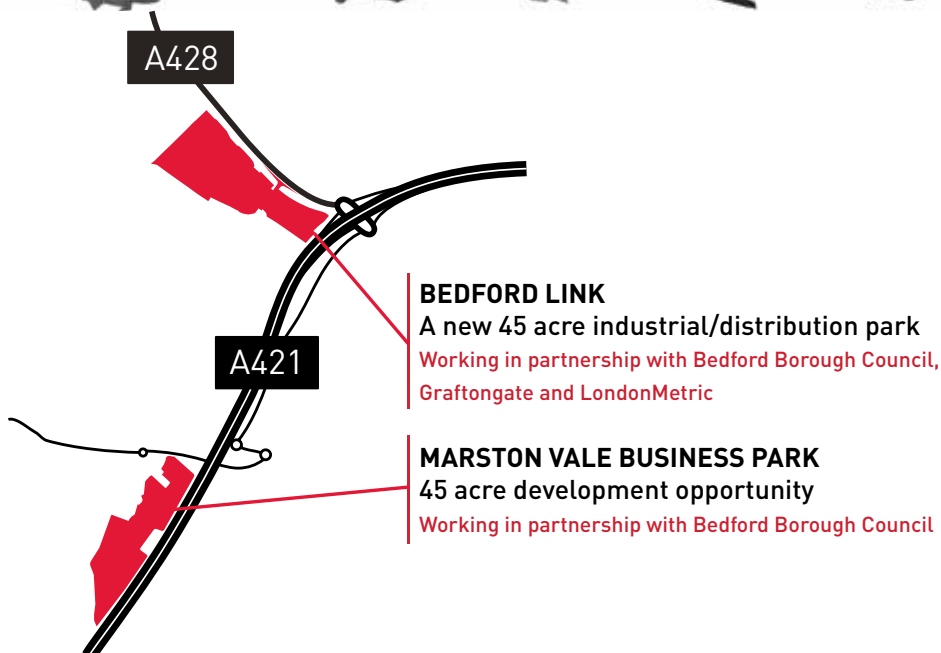 A428
BEDFORD LINK
A new 45 acre industrial/distribution park
Working in partnership with Bedford Borough Council,
Graftongate and LondonMetric
A421
MARSTON VALE BUSINESS PARK
45 acre development opportunity
Working in partnership with Bedford Borough Council